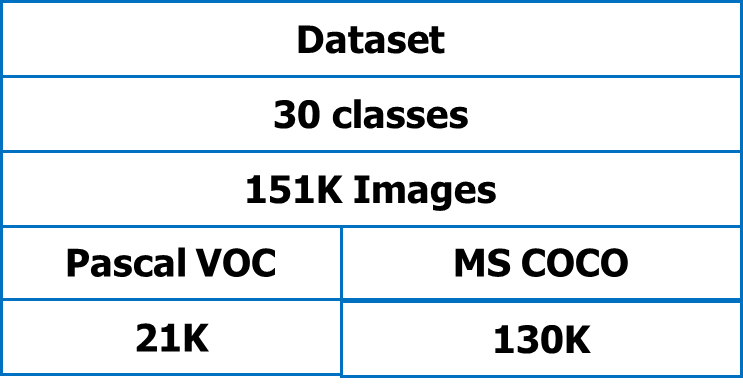 Dataset
30 classes
151K Images
Pascal VOC MS COCO
21K 130K